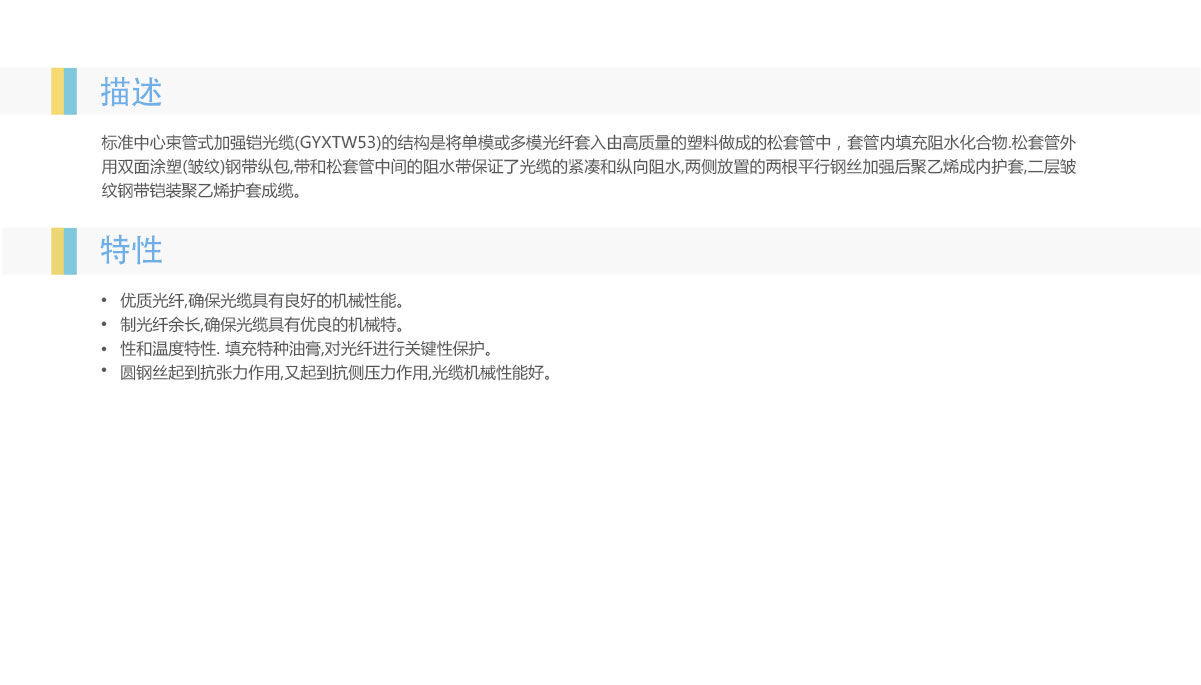 描述
标准中心束管式加强铠光缆(GYXTW53)的结构是将单模或多模光纤套入由高质量的塑料做成的松套管中，套管内填充阻水化合物.松套管外
用双面涂塑(皱纹)钢带纵包,带和松套管中间的阻水带保证了光缆的紧凑和纵向阻水,两侧放置的两根平行钢丝加强后聚乙烯成内护套,二层皱
纹钢带铠装聚乙烯护套成缆。
特性
• 优质光纤,确保光缆具有良好的机械性能。
• 制光纤余长,确保光缆具有优良的机械特。
• 性和温度特性. 填充特种油膏,对光纤进行关键性保护。
• 圆钢丝起到抗张力作用,又起到抗侧压力作用,光缆机械性能好。